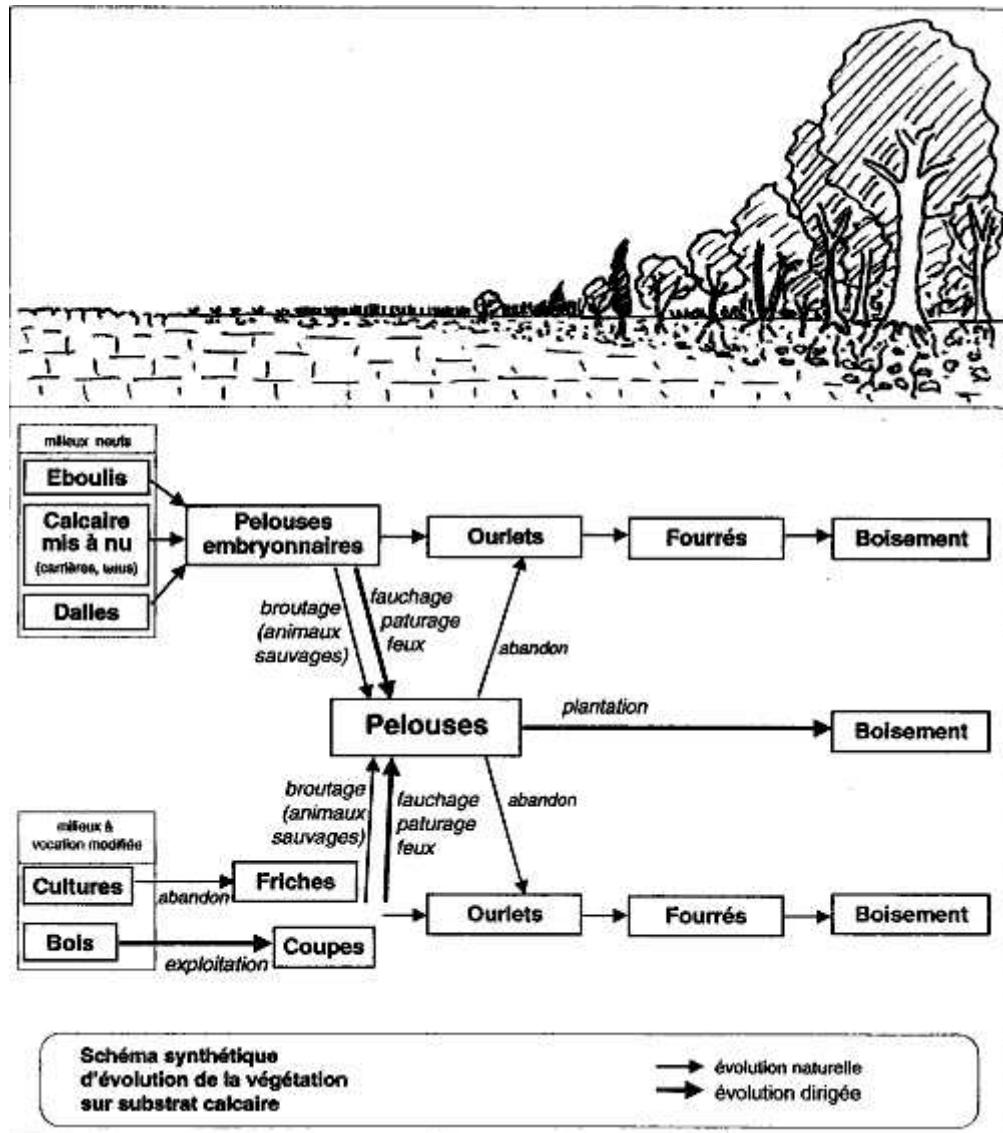 milieux neufs
Eboulis
Calcaire
mis à nu
(carrières, talus)
Dalles
Pelouses
embryonnaires
Ourlets
Fourrés
Boisement
broutage
(animaux
sauvages)
fauchage
paturage
feux
abandon
Pelouses
plantation
Boisement
broutage
(animaux
sauvages)
fauchage
paturage
feux
abandon
milieux à
vocation modifiée
Cultures
abandon
Friches
Bois
exploitation
Coupes
Ourlets
Fourrés
Boisement
Schéma synthétique
d'évolution de la végétation
sur substrat calcaire
évolution naturelle
évolution dirigée